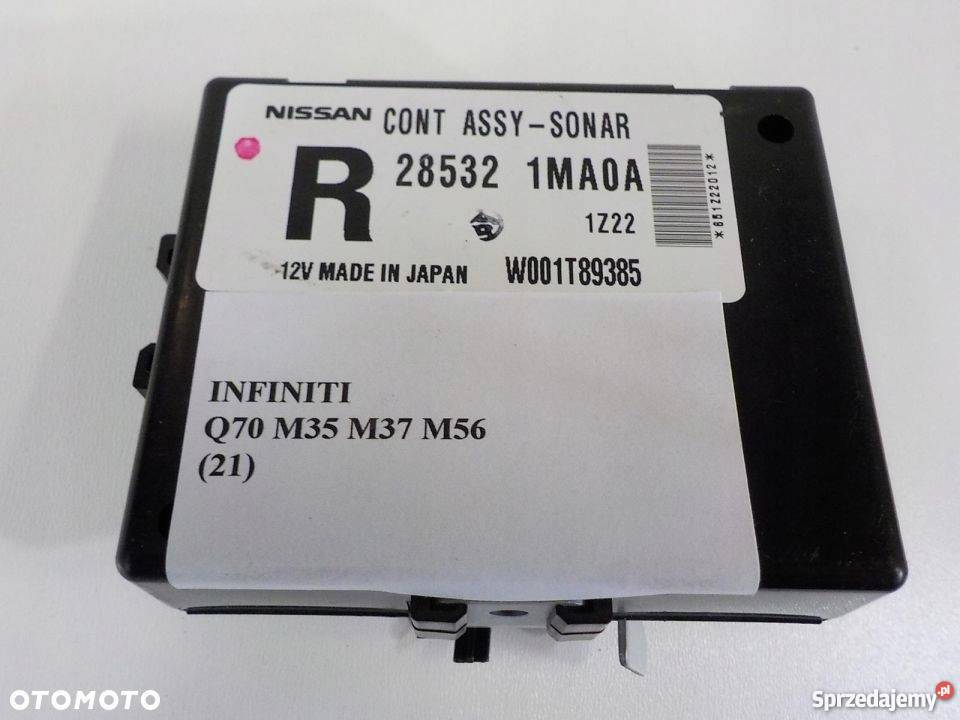 NISSAN CONT ASSY-SONAR
R 28532 1MA0A
1Z22
12V MADE IN JAPAN W001T89385
*651222012*
INFINITI
Q70 M35 M37 M56
(21)
OTOMOTO
Sprzedajemy.pl